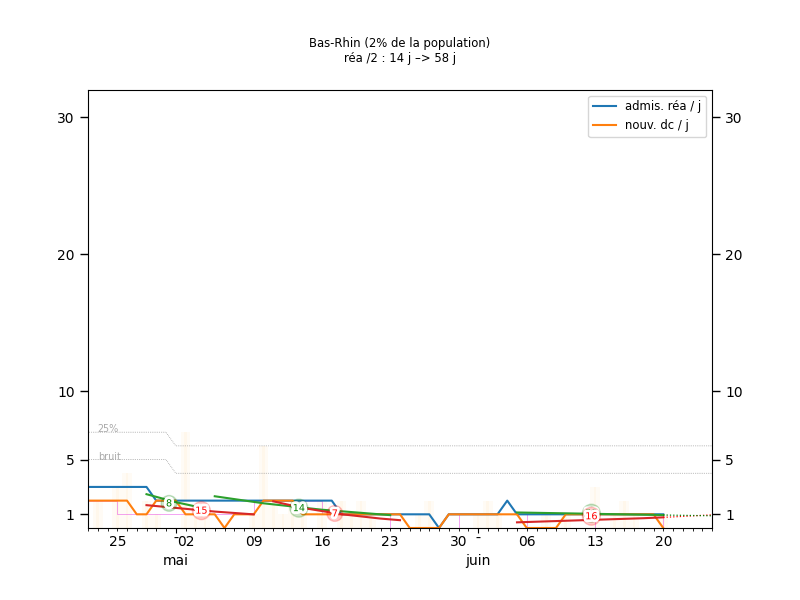 Bas-Rhin (2% de la population)
réa /2 : 14 j –> 58 j
admis. réa / j
nouv. dc / j
30 30
20 20
10 10
25%
bruit
5 5
8 15 14 7 16
1 1
25 02 09 16 23 30 - 06 13 20
mai juin